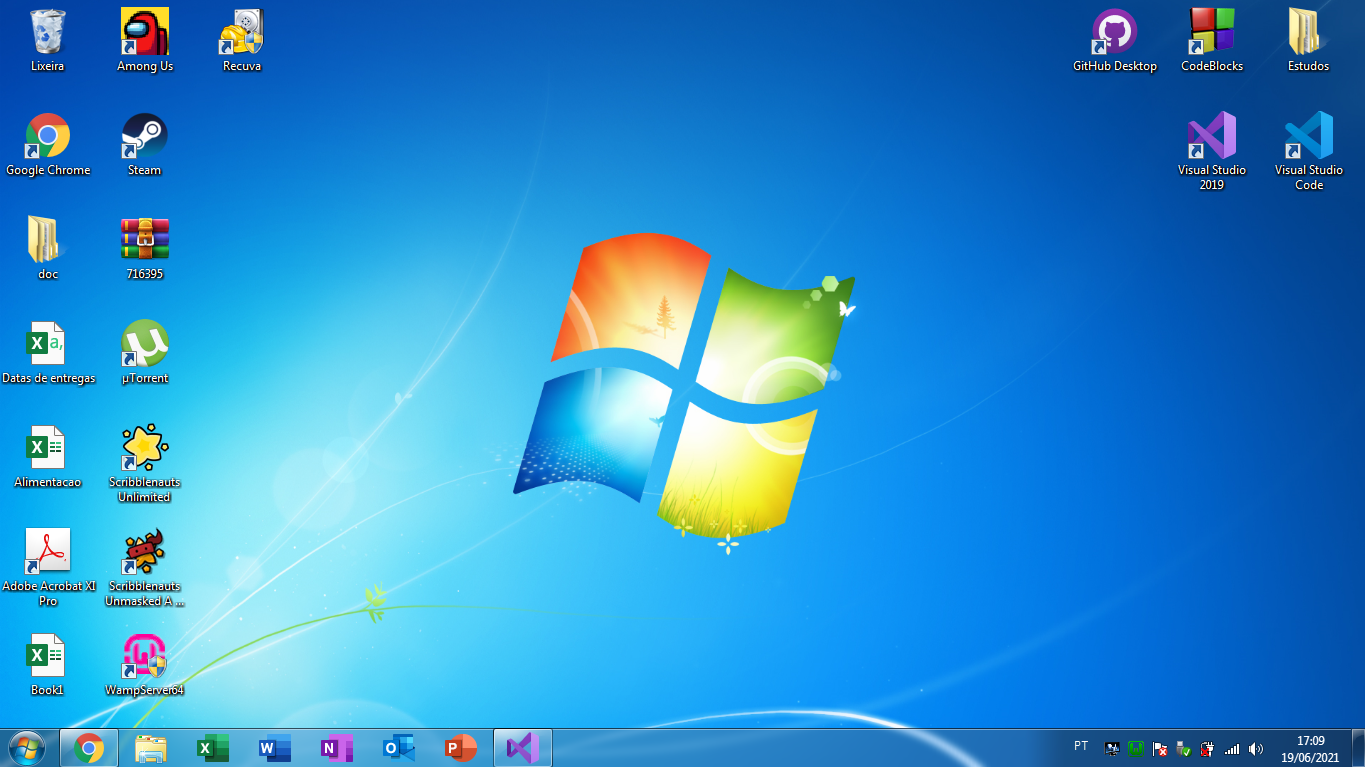 Lixeira
Among Us
Recuva
GitHub Desktop
CodeBlocks
Estudos
Google Chrome
Steam
Visual Studio
2019
Visual Studio
Code
doc
716395
Datas de entregas
µTorrent
Alimentacao
Scribblenauts
Unlimited
Adobe Acrobat XI
Pro
Scribblenauts
Unmasked A ...
Book1
WampServer64
PT
17:09
19/06/2021